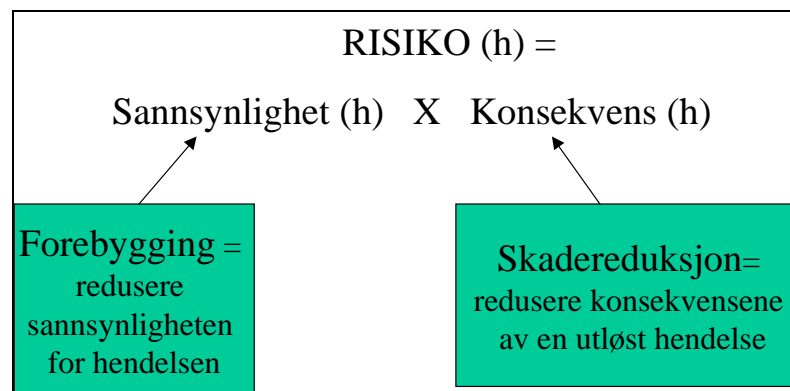 RISIKO (h) =
Sannsynlighet (h) X Konsekvens (h)
Forebygging =
redusere
sannsynligheten
for hendelsen
Skadereduksjon=
redusere konsekvensene
av en utløst hendelse